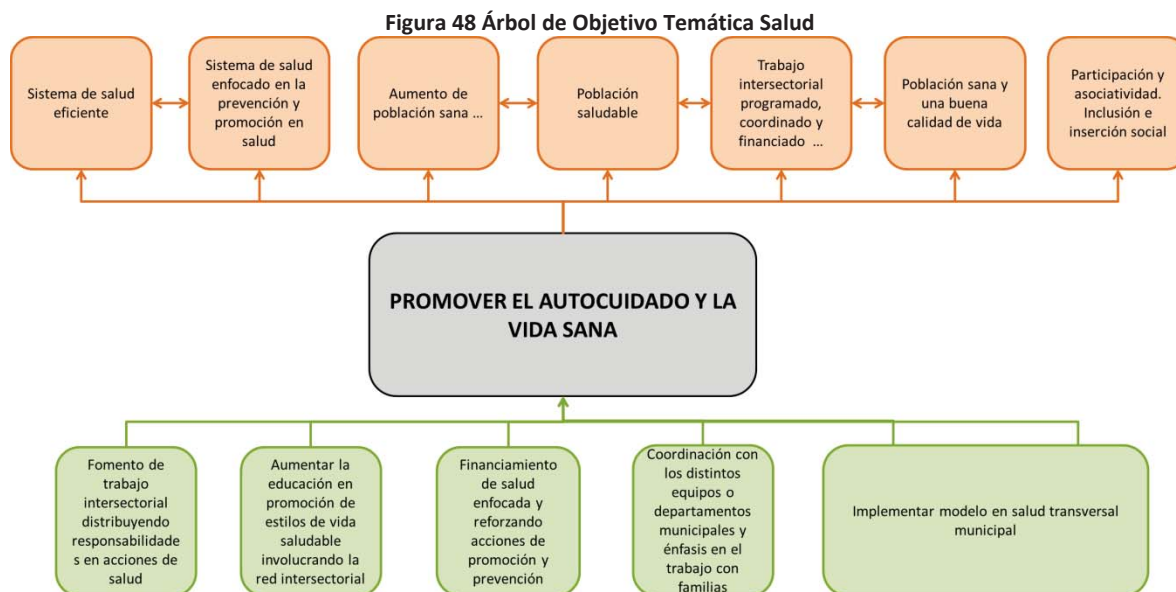 Figura 48 Árbol de Objetivo Temática Salud
Sistema de salud
eficiente
Sistema de salud
enfocado en la
prevención y
promoción en
salud
Aumento de
población sana ...
Población
saludable
Trabajo
intersectorial
programado,
coordinado y
financiado ...
Población sana y
una buena
calidad de vida
Participación y
asociatividad.
Inclusión e
inserción social
PROMOVER EL AUTOCUIDADO Y LA
VIDA SANA
Fomento de
trabajo
intersectorial
distribuyendo
responsabilidade
s en acciones de
salud
Aumentar la
educación en
promoción de
estilos de vida
saludable
involucrando la
red intersectorial
Financiamiento
de salud
enfocada y
reforzando
acciones de
promoción y
prevención
Coordinación con
los distintos
equipos o
departamentos
municipales y
énfasis en el
trabajo con
familias
Implementar modelo en salud transversal
municipal